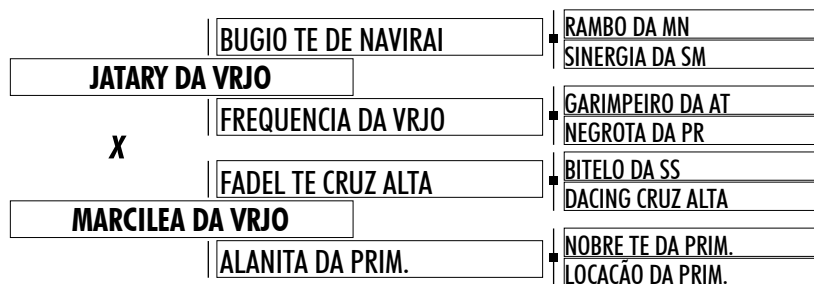 BUGIO TE DE NAVIRAI
RAMBO DA MN
SINERGIA DA SM
JATARY DA VRJO
FREQUENCIA DA VRJO
GARIMPEIRO DA AT
NEGROTA DA PR
X
FADEL TE CRUZ ALTA
BITELO DA SS
DACING CRUZ ALTA
MARCILEA DA VRJO
ALANITA DA PRIM.
NOBRE TE DA PRIM.
LOCAÇÃO DA PRIM.